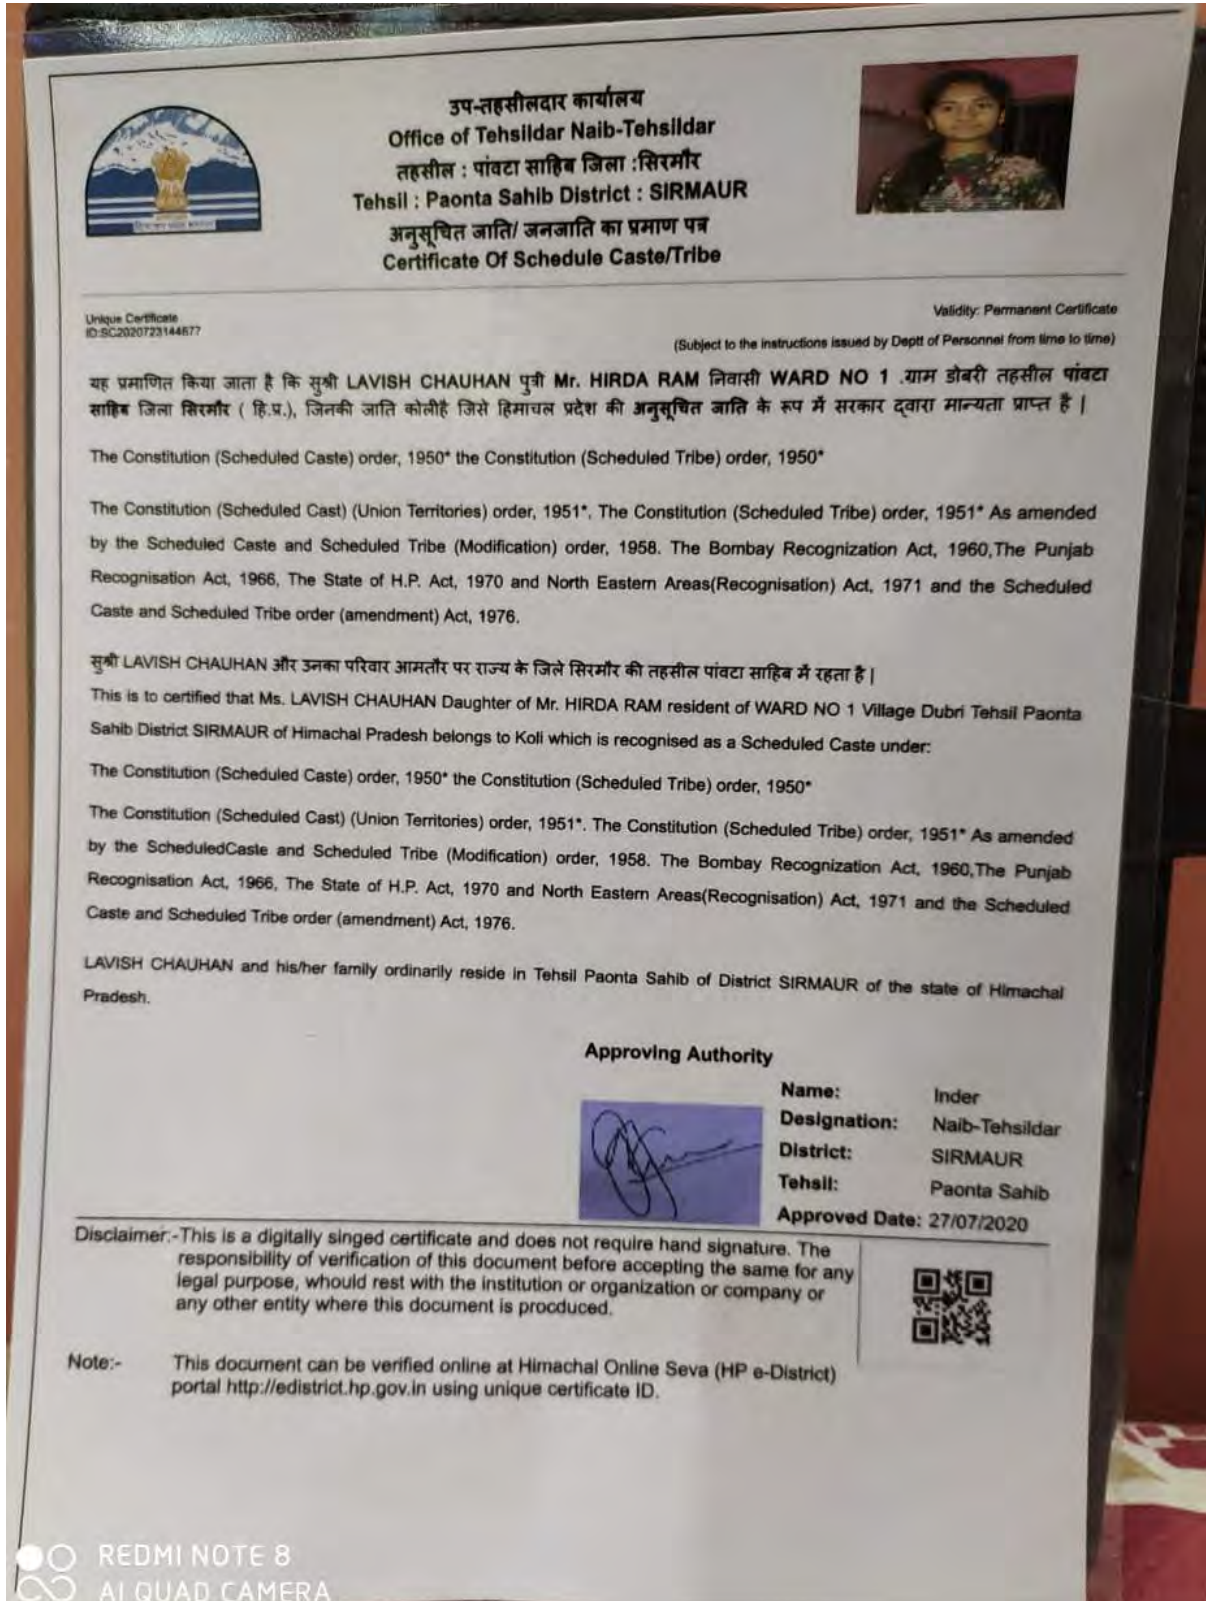 उप-तहसीलदार कार्यालय
Office of Tehsildar Naib-Tehsildar
तहसील : पांवटा साहिब जिला :सिरमौर
Tehsil : Paonta Sahib District : SIRMAUR
अनुसूचित जाति/ जनजाति का प्रमाण पत्र
Certificate Of Schedule Caste/Tribe
Unique Certificate
ID:SC2020723144677
Validity: Permanent Certificate
(Subject to the instructions issued by Deptt of Personnel from time to time)
यह प्रमाणित किया जाता है कि सुश्री LAVISH CHAUHAN पुत्री Mr. HIRDA RAM निवासी WARD NO 1 .ग्राम डोबरी तहसील पांवटा
साहिब जिला सिरमौर ( हि.प्र.), जिनकी जाति कोलीहै जिसे हिमाचल प्रदेश की अनुसूचित जाति के रूप में सरकार द्वारा मान्यता प्राप्त है |
The Constitution (Scheduled Caste) order, 1950* the Constitution (Scheduled Tribe) order, 1950*
The Constitution (Scheduled Cast) (Union Territories) order, 1951*, The Constitution (Scheduled Tribe) order, 1951* As amended
by the Scheduled Caste and Scheduled Tribe (Modification) order, 1958. The Bombay Recognization Act, 1960,The Punjab
Recognisation Act, 1966, The State of H.P. Act, 1970 and North Eastern Areas(Recognisation) Act, 1971 and the Scheduled
Caste and Scheduled Tribe order (amendment) Act, 1976.
सुश्री LAVISH CHAUHAN और उनका परिवार आमतौर पर राज्य के जिले सिरमौर की तहसील पांवटा साहिब में रहता है |
This is to certified that Ms. LAVISH CHAUHAN Daughter of Mr. HIRDA RAM resident of WARD NO 1 Village Dubri Tehsil Paonta
Sahib District SIRMAUR of Himachal Pradesh belongs to Koli which is recognised as a Scheduled Caste under:
The Constitution (Scheduled Caste) order, 1950* the Constitution (Scheduled Tribe) order, 1950*
The Constitution (Scheduled Cast) (Union Territories) order, 1951*. The Constitution (Scheduled Tribe) order, 1951* As amended
by the ScheduledCaste and Scheduled Tribe (Modification) order, 1958. The Bombay Recognization Act, 1960,The Punjab
Recognisation Act, 1966, The State of H.P. Act, 1970 and North Eastern Areas(Recognisation) Act, 1971 and the Scheduled
Caste and Scheduled Tribe order (amendment) Act, 1976.
LAVISH CHAUHAN and his/her family ordinarily reside in Tehsil Paonta Sahib of District SIRMAUR of the state of Himachal
Pradesh.
Approving Authority
Name: Inder
Designation: Naib-Tehsildar
District: SIRMAUR
Tehsil: Paonta Sahib
Approved Date: 27/07/2020
Disclaimer:-This is a digitally singed certificate and does not require hand signature. The
responsibility of verification of this document before accepting the same for any
legal purpose, whould rest with the institution or organization or company or
any other entity where this document is procduced.
Note:- This document can be verified online at Himachal Online Seva (HP e-District)
portal http://edistrict.hp.gov.in using unique certificate ID.
REDMI NOTE 8
AI QUAD CAMERA